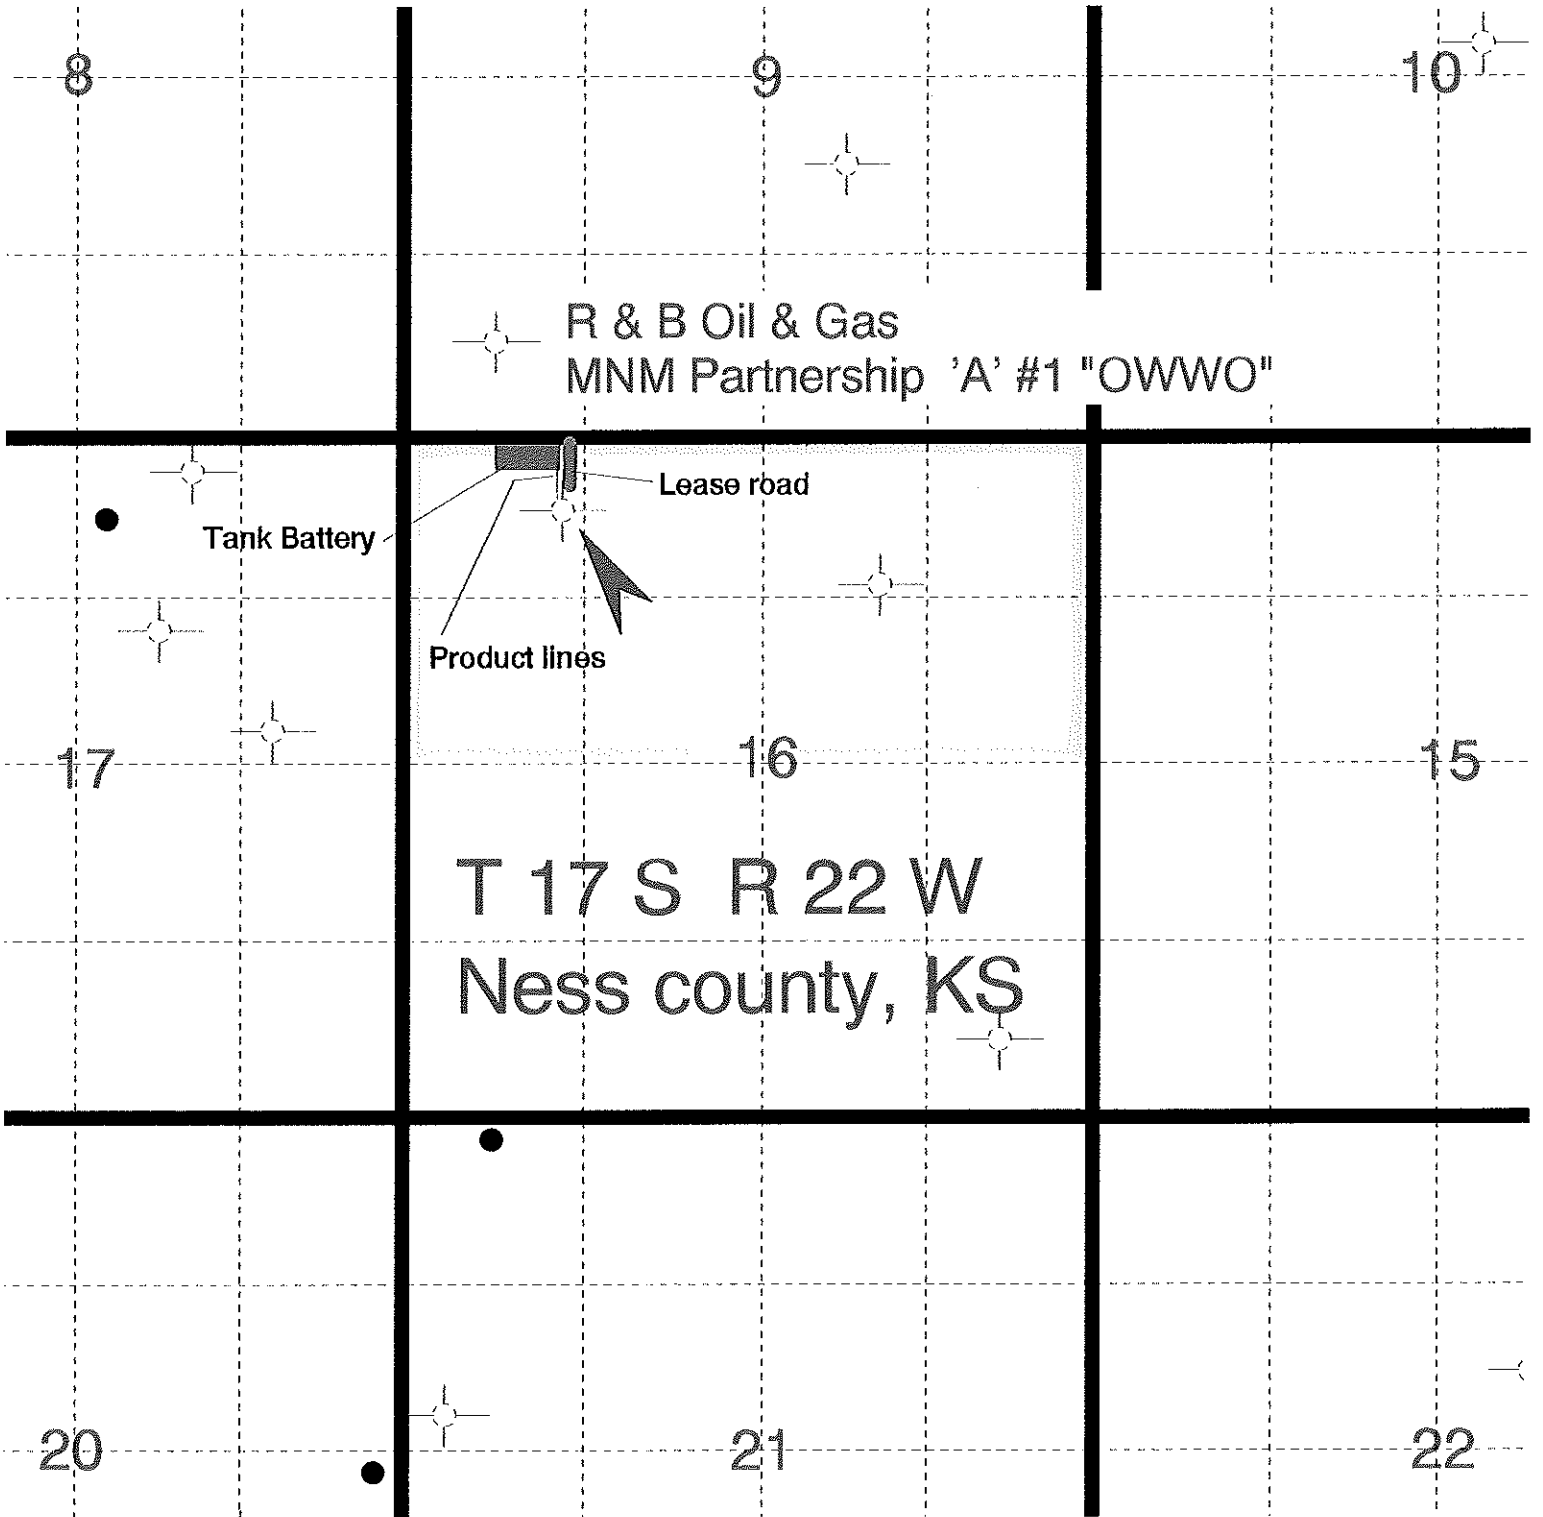 8 9 10
R & B Oil & Gas
MNM Partnership 'A' #1 "OWWO"
Lease road
Tank Battery
Product lines
17 16 15
T 17 S R 22 W
Ness county, KS
20 21 22